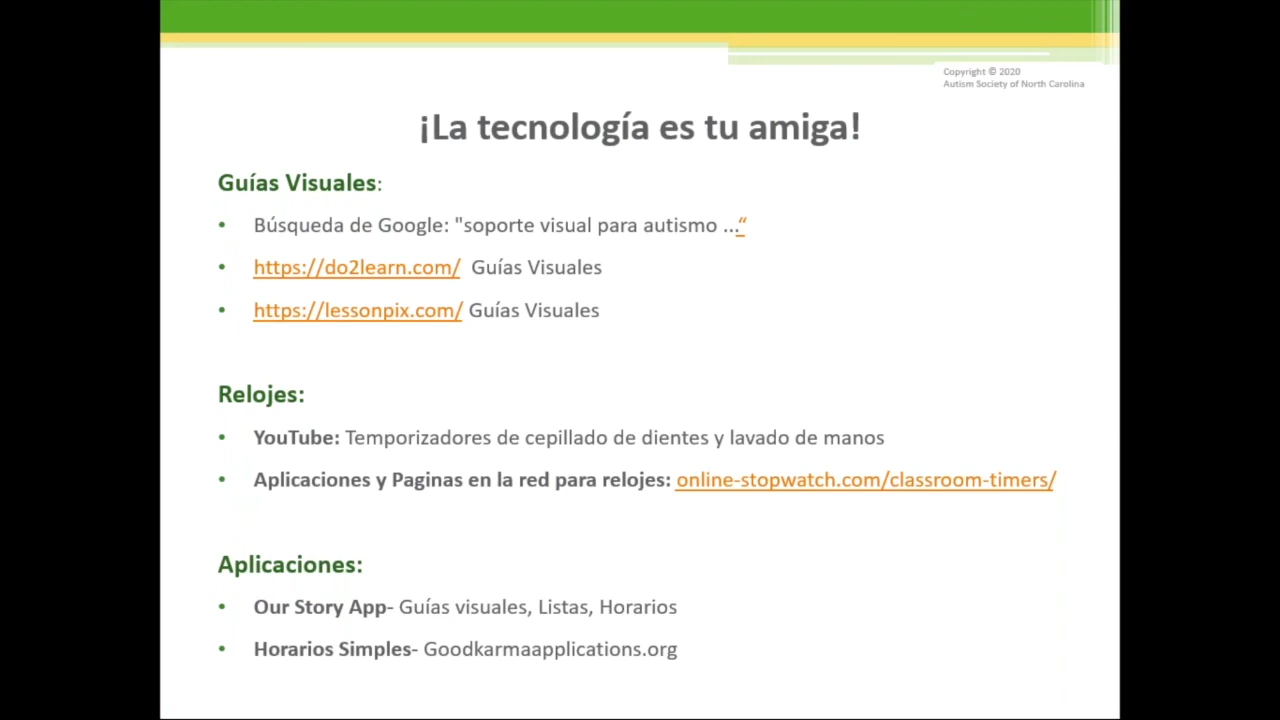 Copyright © 2020
Autism Society of North Carolina
¡La tecnología es tu amiga!
Guías Visuales:
• Búsqueda de Google: "soporte visual para autismo ...“
• https://do2learn.com/ Guías Visuales
• https://lessonpix.com/ Guías Visuales
Relojes:
• YouTube: Temporizadores de cepillado de dientes y lavado de manos
• Aplicaciones y Paginas en la red para relojes: online-stopwatch.com/classroom-timers/
Aplicaciones:
• Our Story App- Guías visuales, Listas, Horarios
• Horarios Simples- Goodkarmaapplications.org